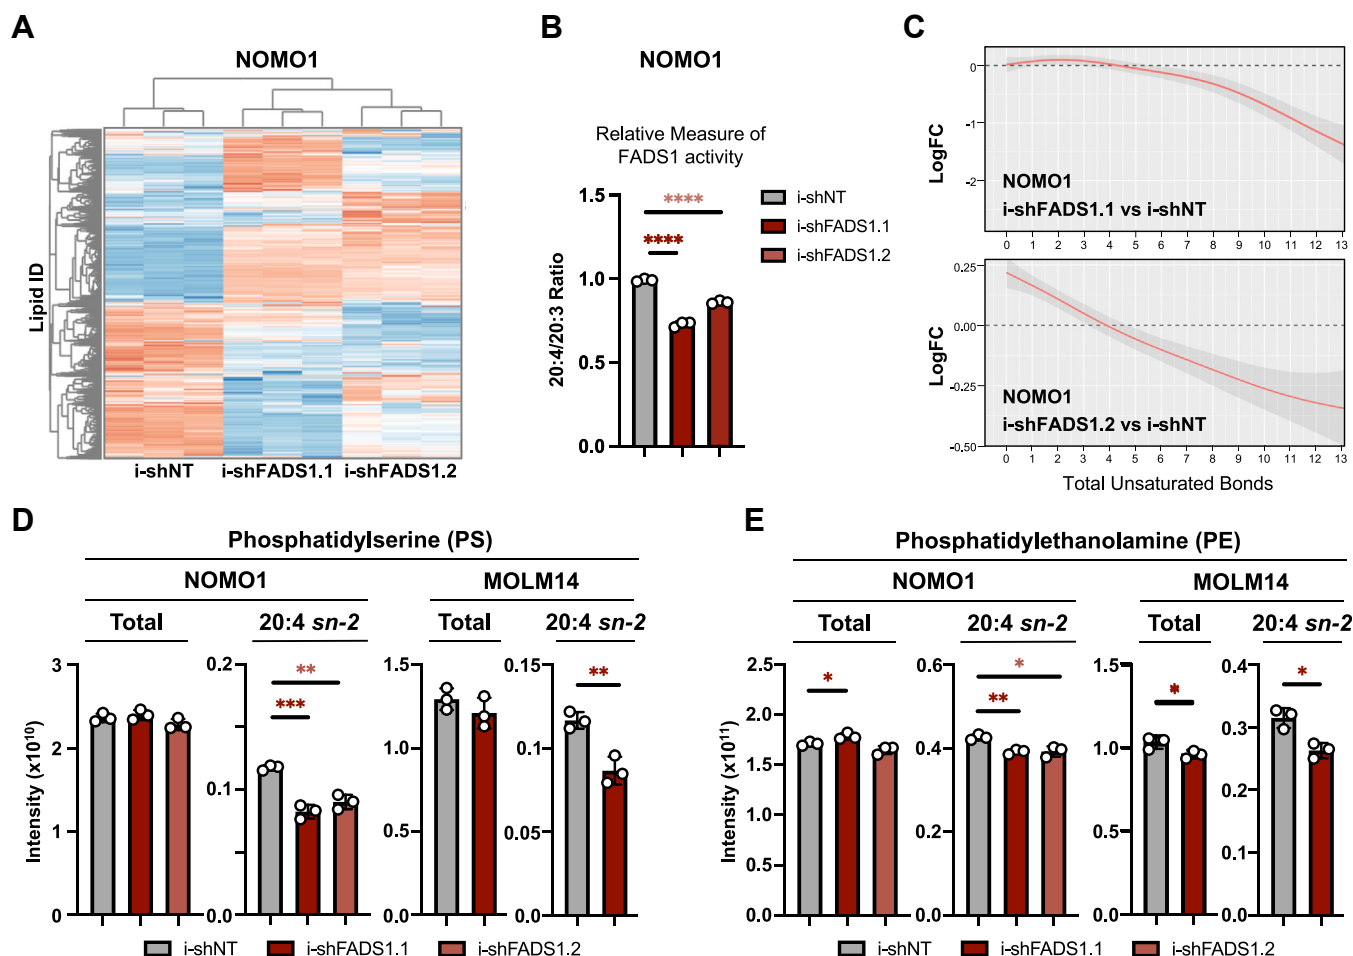 A
NOMO1
Lipid ID
i-shNT
i-shFADS1.1
i-shFADS1.2
B
NOMO1
Relative Measure of
FADS1 activity
20:4/20:3 Ratio
1.5
1.0
0.5
0.0
****
****
i-shNT
i-shFADS1.1
i-shFADS1.2
C
LogFC
0
-1
-2
NOMO1
i-shFADS1.1 vs i-shNT
0 1 2 3 4 5 6 7 8 9 10 11 12 13
LogFC
0.25
0.00
-0.25
-0.50
NOMO1
i-shFADS1.2 vs i-shNT
0 1 2 3 4 5 6 7 8 9 10 11 12 13
Total Unsaturated Bonds
D
Phosphatidylserine (PS)
NOMO1
MOLM14
Total
20:4 sn-2
Total
20:4 sn-2
Intensity (x10¹⁰)
3
2
1
0
0.2
0.1
0.0
**
***
1.5
1.0
0.5
0.0
0.15
0.10
0.05
0.00
**
i-shNT
i-shFADS1.1
i-shFADS1.2
E
Phosphatidylethanolamine (PE)
NOMO1
MOLM14
Total
20:4 sn-2
Total
20:4 sn-2
Intensity (x10¹¹)
2.5
2.0
1.5
1.0
0.5
0.0
*
0.6
0.4
0.2
0.0
*
**
1.5
1.0
0.5
0.0
*
0.4
0.3
0.2
0.1
0.0
*
i-shNT
i-shFADS1.1
i-shFADS1.2